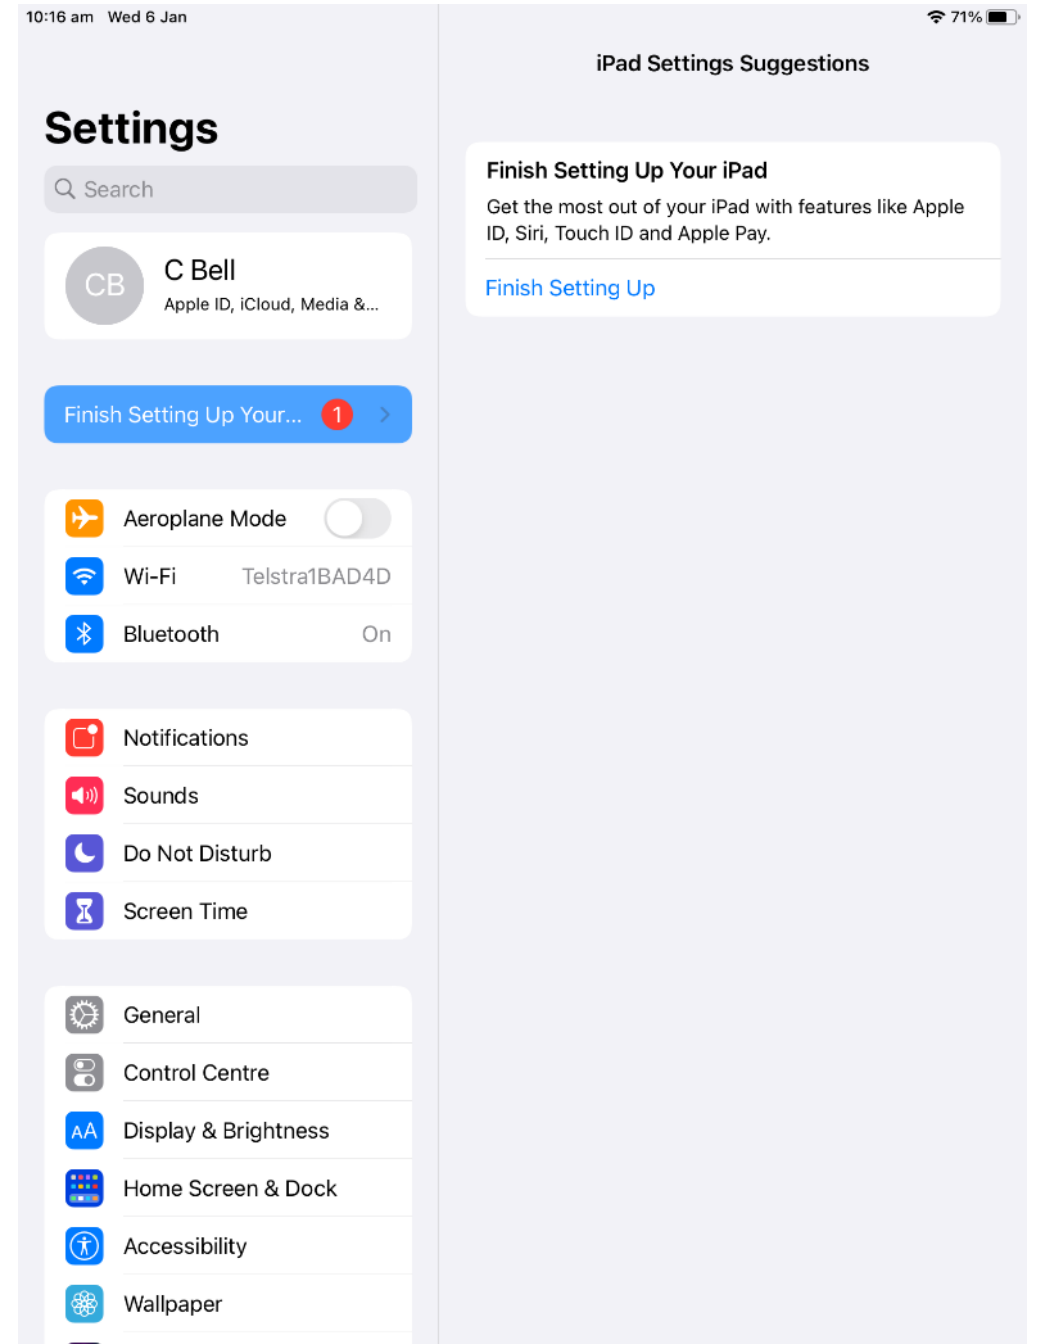 10:16 am Wed 6 Jan
71%
Settings
Search
CB
C Bell
Apple ID, iCloud, Media &...
Finish Setting Up Your... 1
Aeroplane Mode
Wi-Fi Telstra1BAD4D
Bluetooth On
Notifications
Sounds
Do Not Disturb
Screen Time
General
Control Centre
AA Display & Brightness
Home Screen & Dock
Accessibility
Wallpaper
iPad Settings Suggestions
Finish Setting Up Your iPad
Get the most out of your iPad with features like Apple
ID, Siri, Touch ID and Apple Pay.
Finish Setting Up